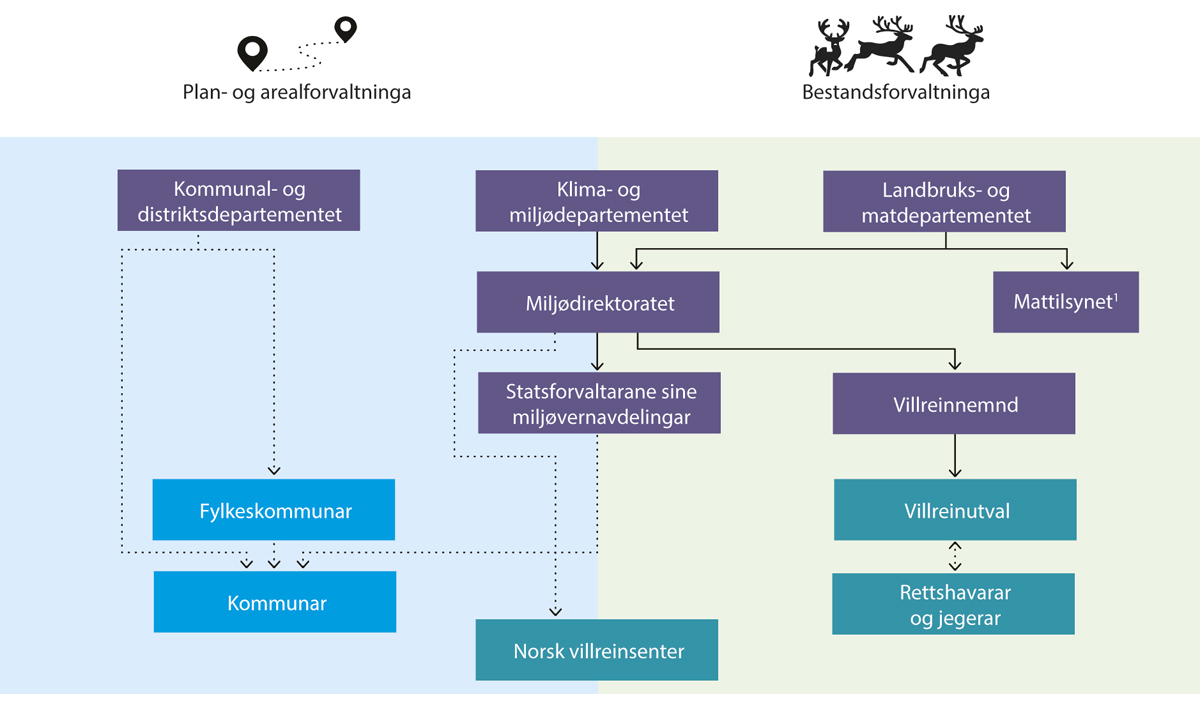 Plan- og arealforvaltninga
Bestandsforvaltninga
Kommunal- og
distriktsdepartementet
Klima- og
miljødepartementet
Landbruks- og
matdepartementet
Miljødirektoratet
Mattilsynet¹
Statsforvaltarane sine
miljøvernavdelingar
Villreinnemnd
Fylkeskommunar
Villreinutval
Kommunar
Rettshavarar
og jegerar
Norsk villreinsenter